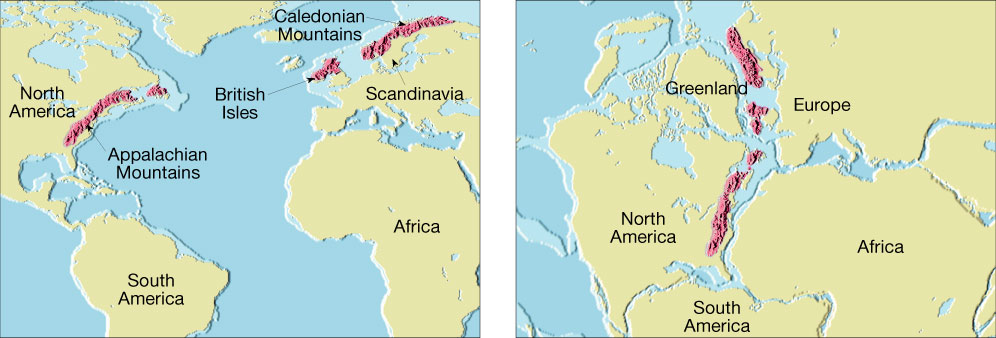 Caledonian
Mountains
North
America
British
Isles
Scandinavia
Appalachian
Mountains
Africa
South
America
Greenland
Europe
North
America
Africa
South
America